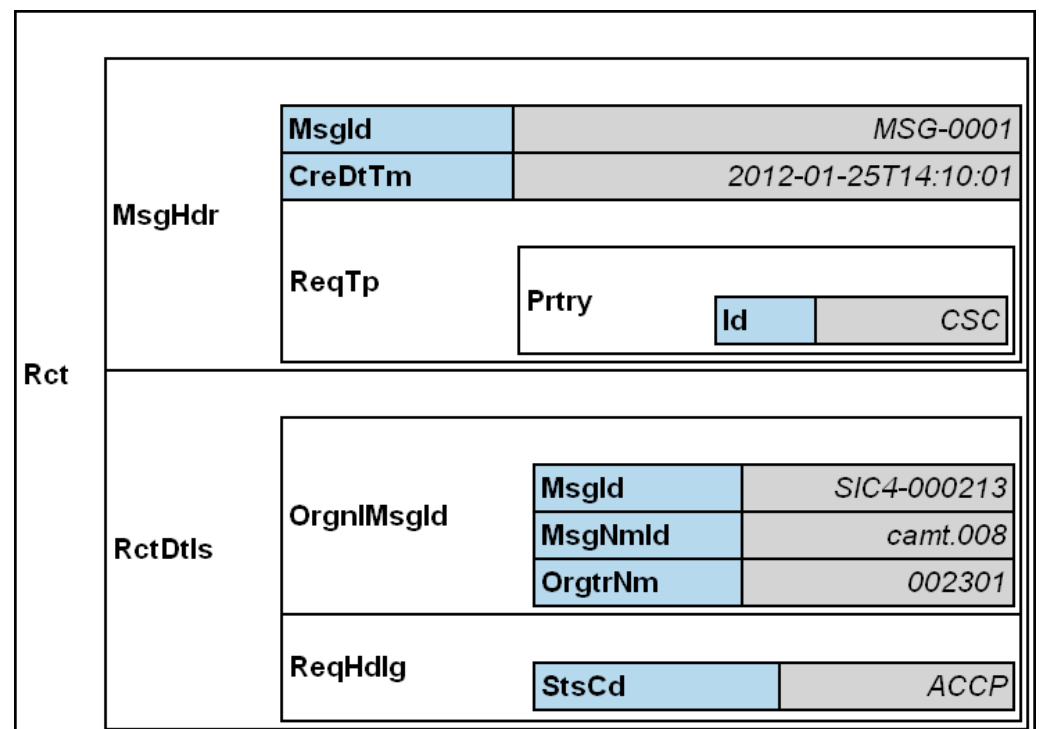 Rct
MsgHdr
MsgId MSG-0001
CreDtTm 2012-01-25T14:10:01
ReqTp
Prtry
Id CSC
RctDtls
OrgnlMsgId
MsgId SIC4-000213
MsgNmId camt.008
OrgtrNm 002301
ReqHdlg
StsCd ACCP